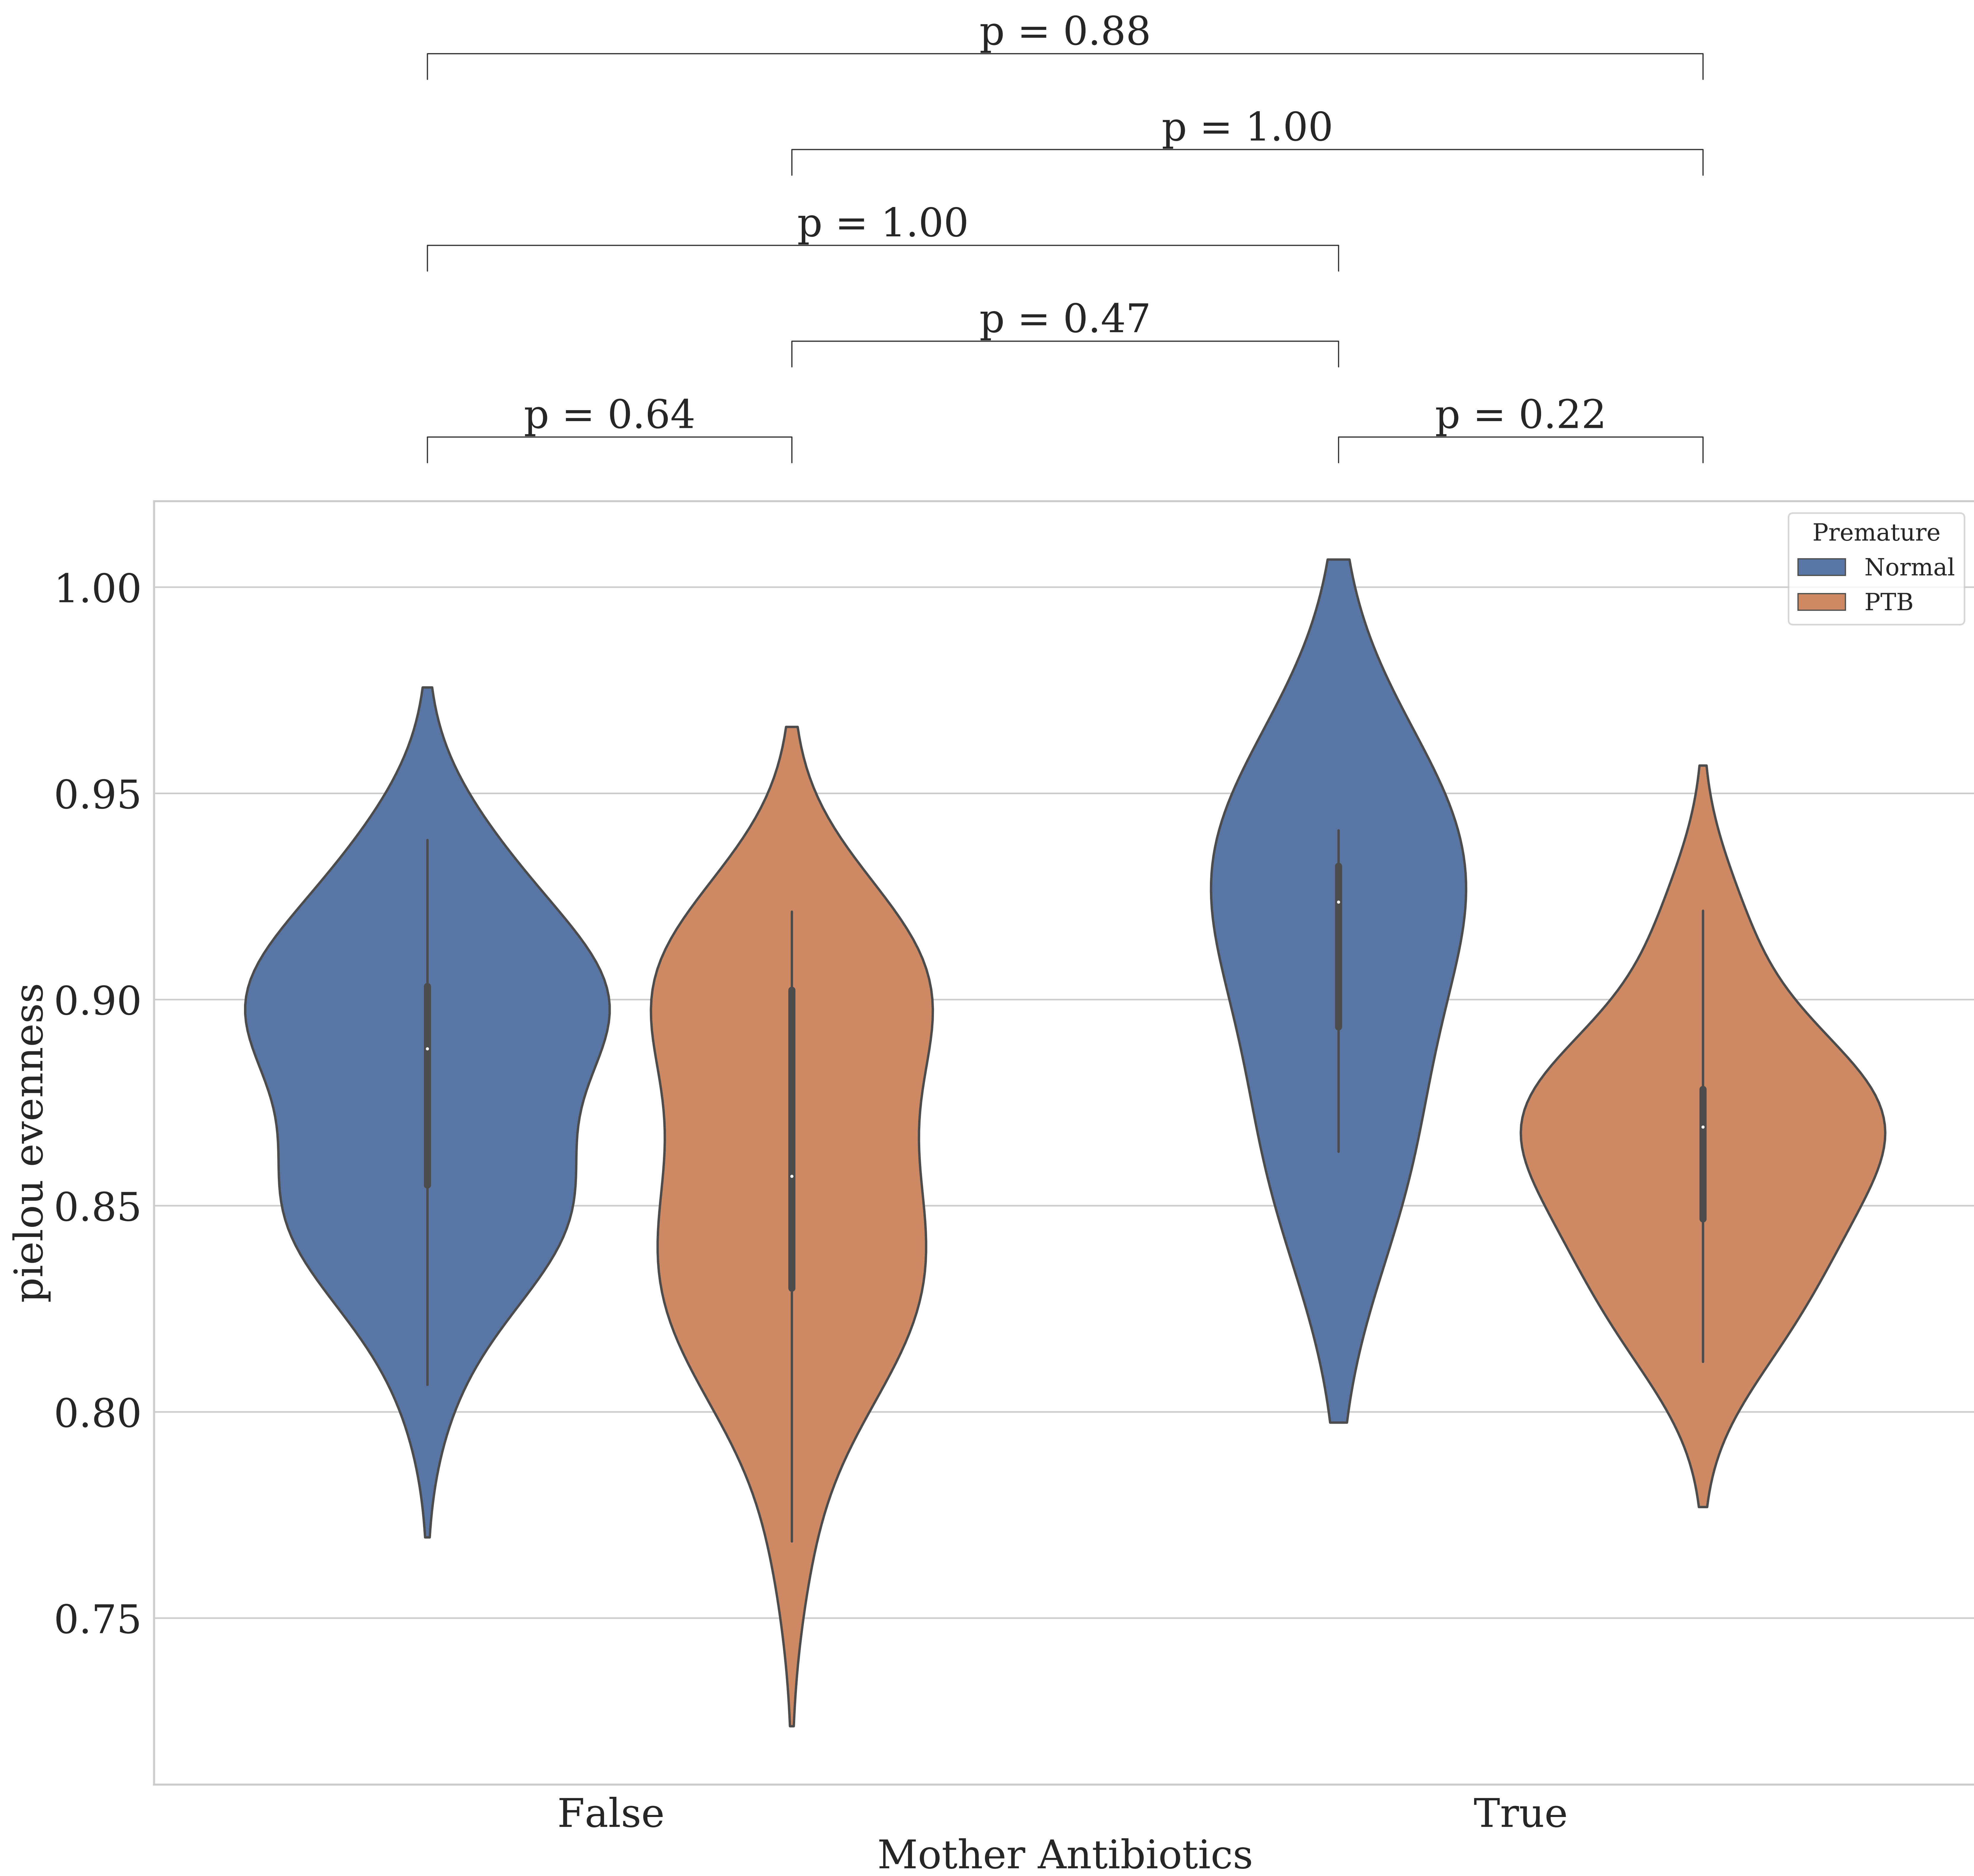 p = 0.88
p = 1.00
p = 1.00
p = 0.47
p = 0.64
p = 0.22
Premature
Normal
PTB
1.00
0.95
0.90
0.85
0.80
0.75
pielou evenness
False
True
Mother Antibiotics